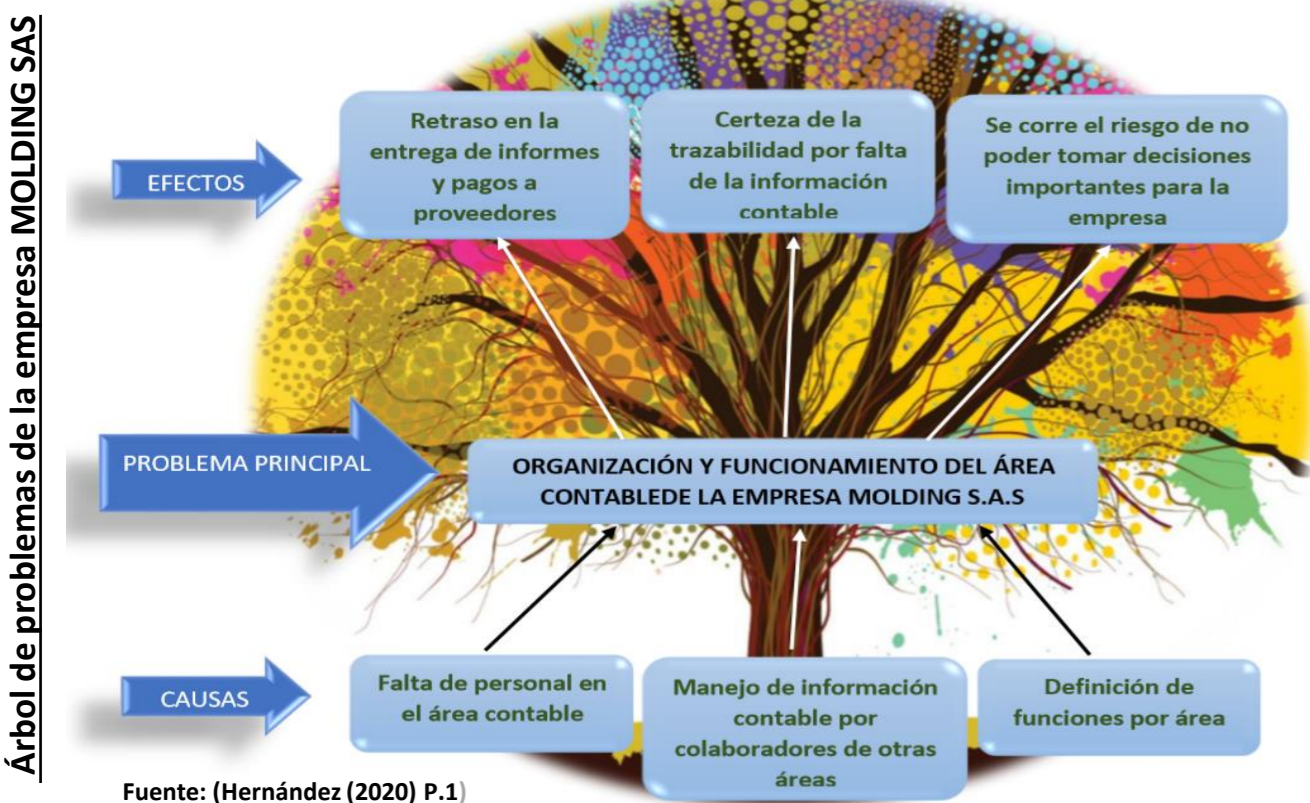 Árbol de problemas de la empresa MOLDING SAS
EFECTOS
Retraso en la
entrega de informes
y pagos a
proveedores
Certeza de la
trazabilidad por falta
de la información
contable
Se corre el riesgo de no
poder tomar decisiones
importantes para la
empresa
PROBLEMA PRINCIPAL
ORGANIZACIÓN Y FUNCIONAMIENTO DEL ÁREA
CONTABLEDE LA EMPRESA MOLDING S.A.S
CAUSAS
Falta de personal en
el área contable
Manejo de información
contable por
colaboradores de otras
áreas
Definición de
funciones por área
Fuente: (Hernández (2020) P.1)